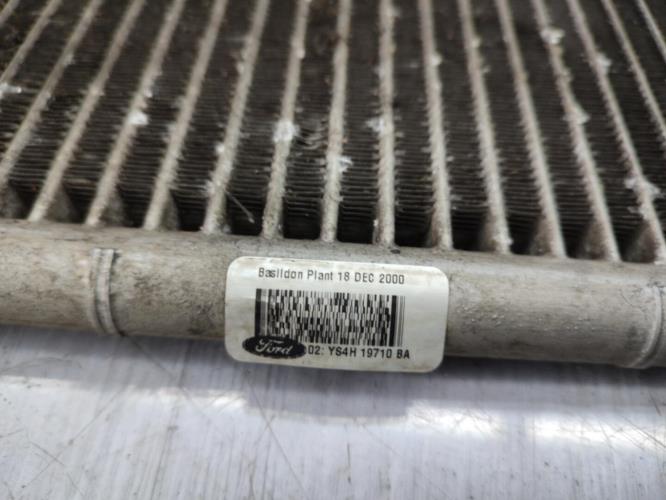 Basildon Plant 18 DEC 2000
Ford 02: YS4H 19710 BA